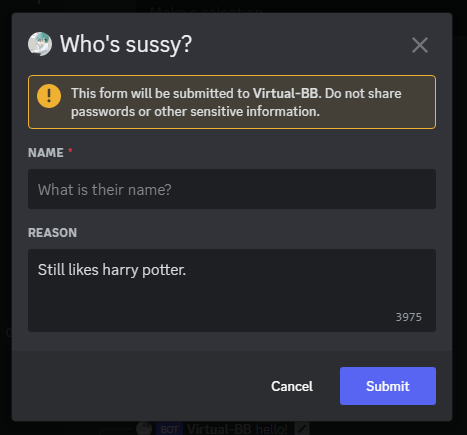 Who's sussy?
This form will be submitted to Virtual-BB. Do not share
passwords or other sensitive information.
NAME *
What is their name?
REASON
Still likes harry potter.
3975
Cancel
Submit
BOT Virtual-BB hello!